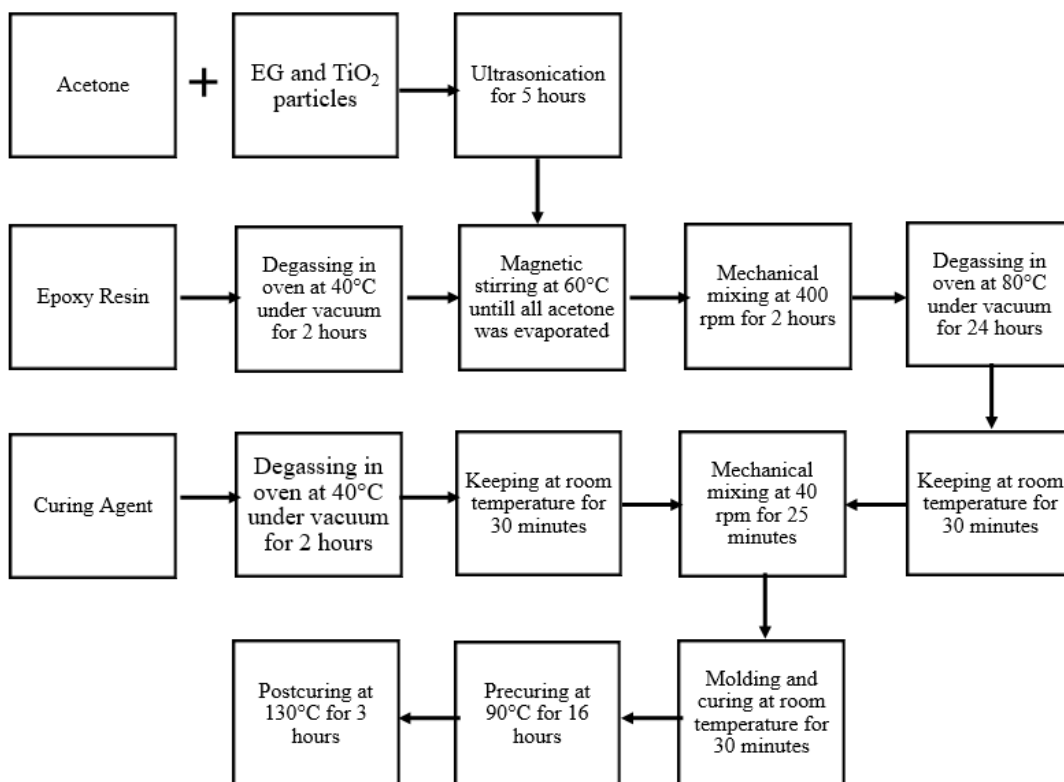 Acetone
+
EG and TiO₂
particles
Ultrasonication
for 5 hours
Epoxy Resin
Degassing in
oven at 40°C
under vacuum
for 2 hours
Magnetic
stirring at 60°C
untill all acetone
was evaporated
Mechanical
mixing at 400
rpm for 2 hours
Degassing in
oven at 80°C
under vacuum
for 24 hours
Curing Agent
Degassing in
oven at 40°C
under vacuum
for 2 hours
Keeping at room
temperature for
30 minutes
Mechanical
mixing at 40
rpm for 25
minutes
Keeping at room
temperature for
30 minutes
Postcuring at
130°C for 3
hours
Precuring at
90°C for 16
hours
Molding and
curing at room
temperature for
30 minutes